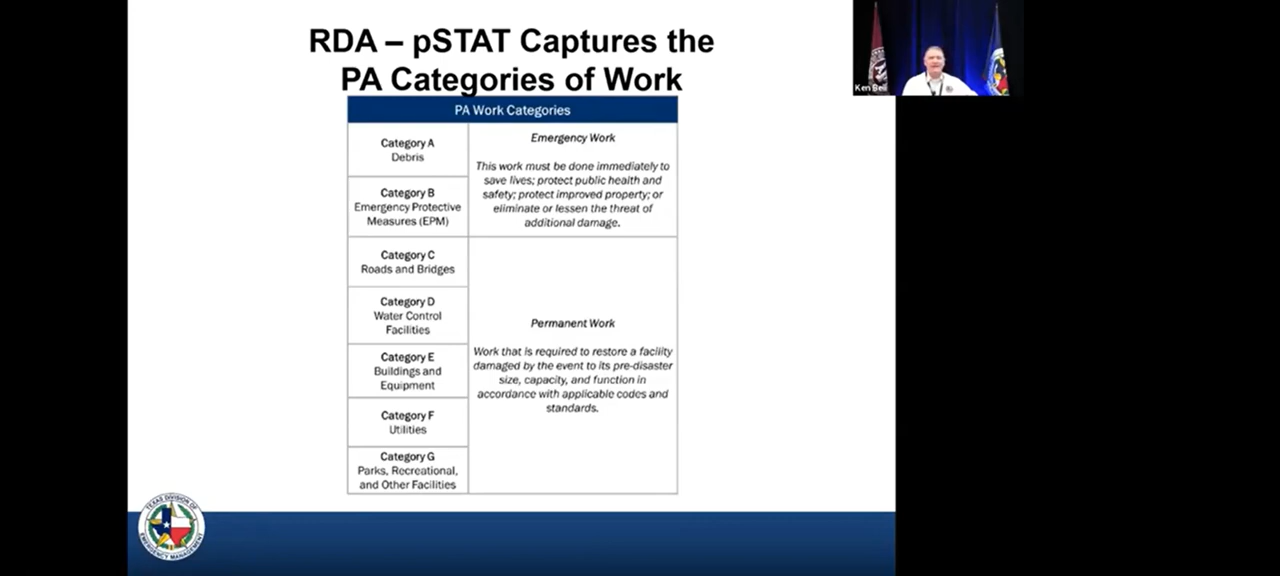 RDA – pSTAT Captures the
PA Categories of Work
PA Work Categories
Category A
Debris
Category B
Emergency Protective
Measures (EPM)
Emergency Work
This work must be done immediately to
save lives; protect public health and
safety; protect improved property; or
eliminate or lessen the threat of
additional damage.
Category C
Roads and Bridges
Category D
Water Control
Facilities
Category E
Buildings and
Equipment
Category F
Utilities
Category G
Parks, Recreational,
and Other Facilities
Permanent Work
Work that is required to restore a facility
damaged by the event to its pre-disaster
size, capacity, and function in
accordance with applicable codes and
standards.
Ken Bell
TEXAS DIVISION OF
EMERGENCY MANAGEMENT